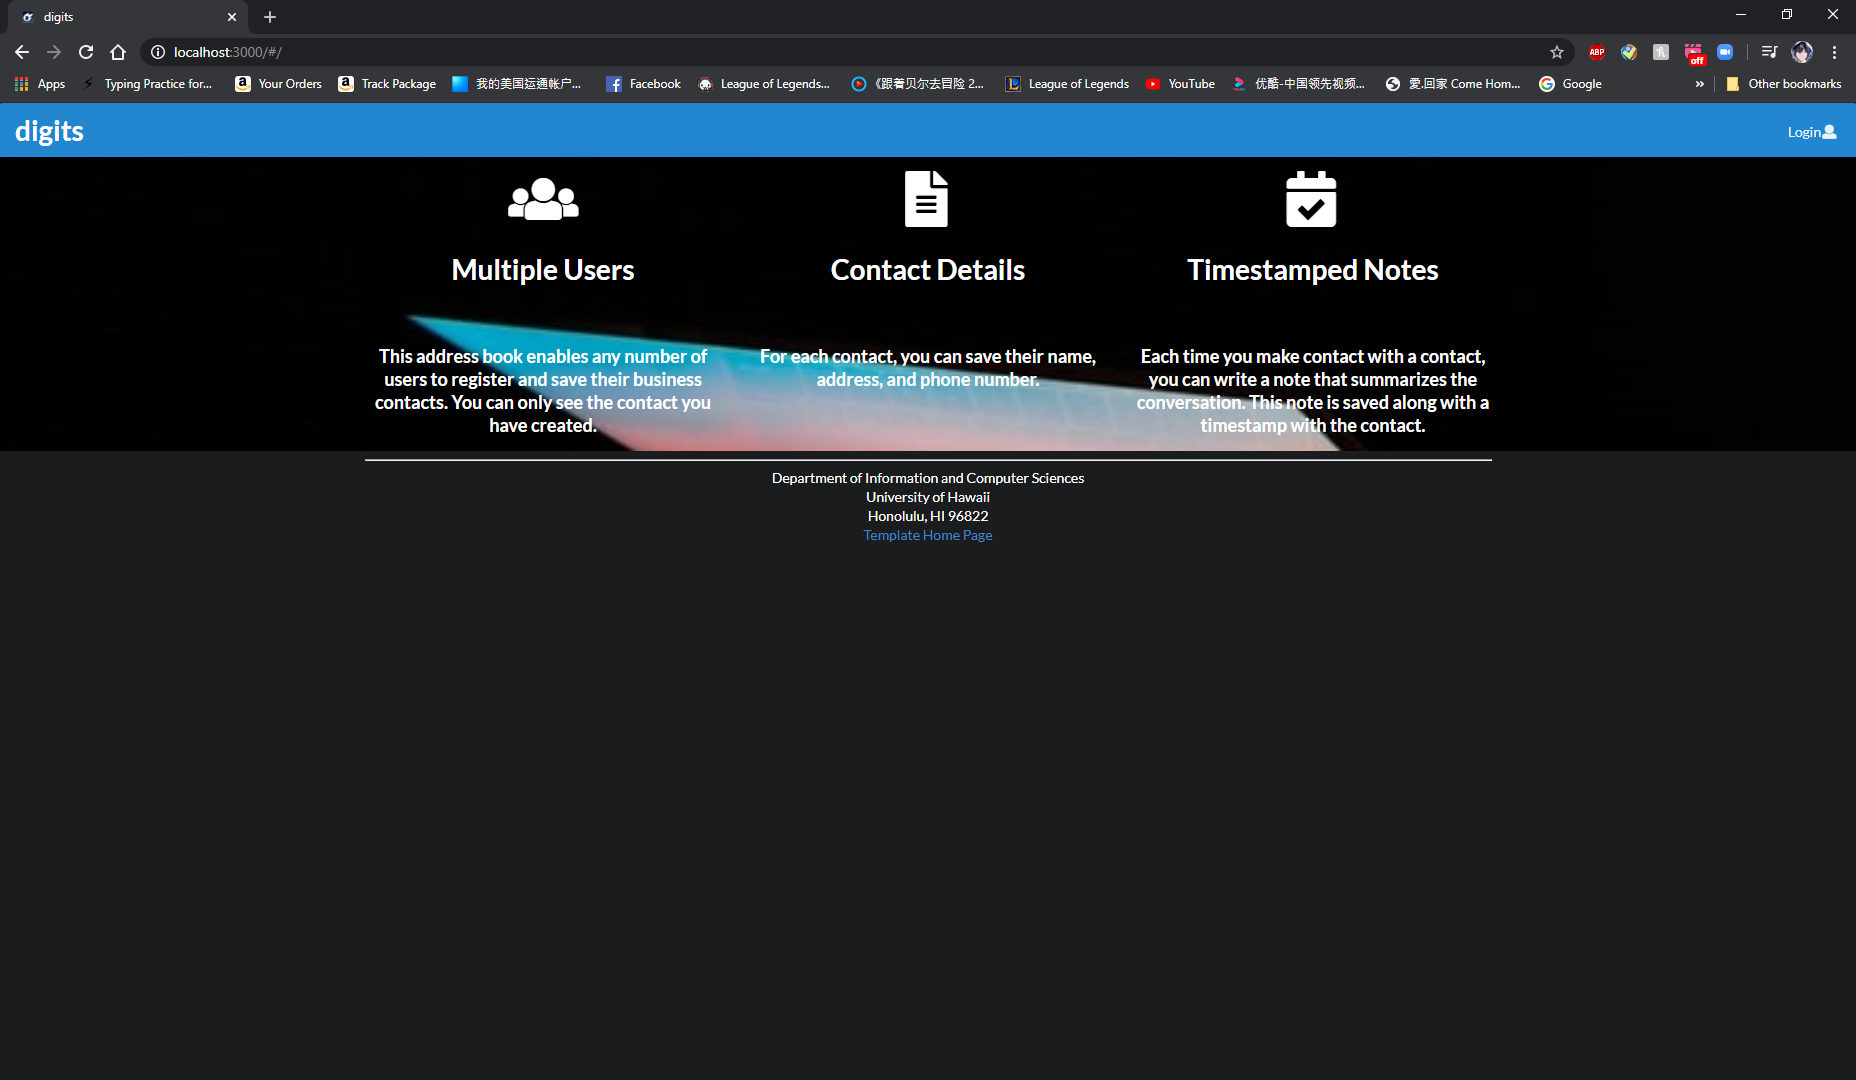 digits
localhost:3000/#/
ABP
off
Apps
Typing Practice for...
Your Orders
Track Package
我的美国运通帐户...
Facebook
League of Legends...
《跟着贝尔去冒险 2...
League of Legends
YouTube
优酷-中国领先视频...
愛.回家 Come Hom...
Google
»
Other bookmarks
digits
Login
Multiple Users
Contact Details
Timestamped Notes
This address book enables any number of
users to register and save their business
contacts. You can only see the contact you
have created.
For each contact, you can save their name,
address, and phone number.
Each time you make contact with a contact,
you can write a note that summarizes the
conversation. This note is saved along with a
timestamp with the contact.
Department of Information and Computer Sciences
University of Hawaii
Honolulu, HI 96822
Template Home Page